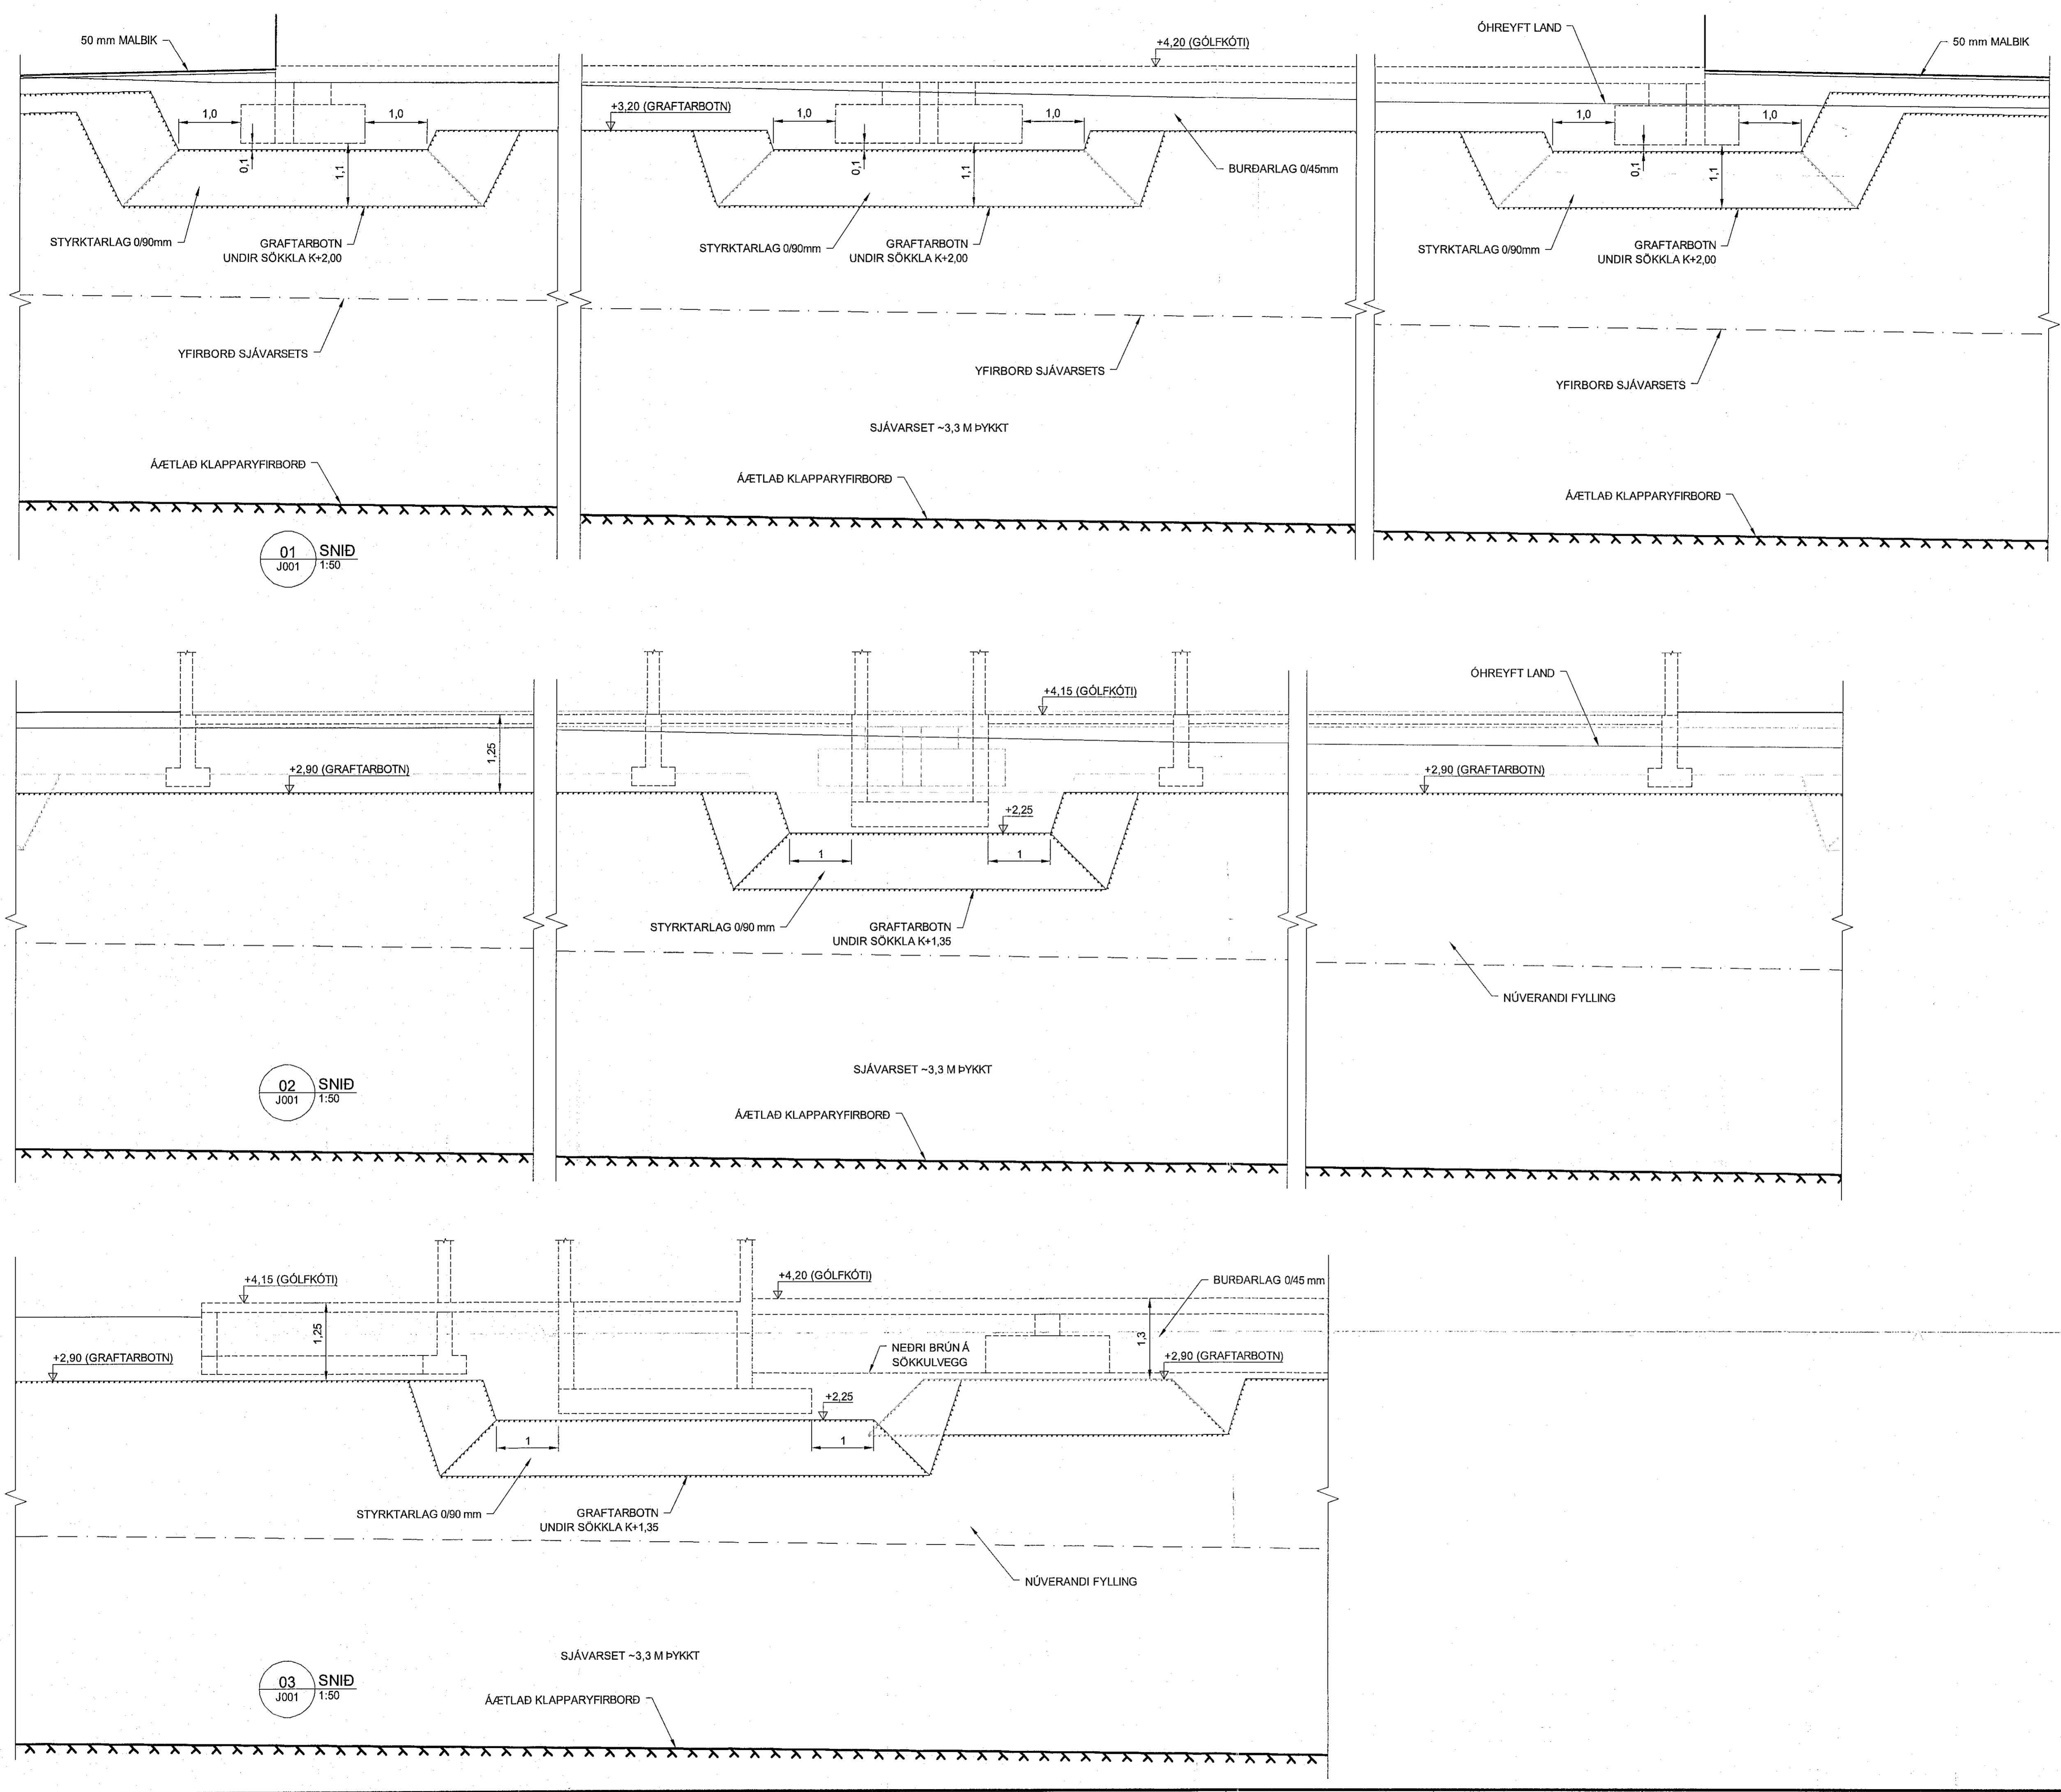 50 mm MALBIK
+4,20 (GÓLFKÓTI)
ÓHREYFT LAND
50 mm MALBIK
1,0
1,0
0,1
1,1
STYRKTARLAG 0/90mm
GRAFTARBOTN
UNDIR SÖKKLA K+2,00
YFIRBORÐ SJÁVARSETS
ÁÆTLAÐ KLAPPARYFIRBORÐ
+3,20 (GRAFTARBOTN)
1,0
1,0
0,1
1,1
BURÐARLAG 0/45mm
STYRKTARLAG 0/90mm
GRAFTARBOTN
UNDIR SÖKKLA K+2,00
YFIRBORÐ SJÁVARSETS
SJÁVARSET ~3,3 M ÞYKKT
ÁÆTLAÐ KLAPPARYFIRBORÐ
1,0
1,0
0,1
1,1
STYRKTARLAG 0/90mm
GRAFTARBOTN
UNDIR SÖKKLA K+2,00
YFIRBORÐ SJÁVARSETS
ÁÆTLAÐ KLAPPARYFIRBORÐ
01
J001
SNIÐ
1:50
1,25
+2,90 (GRAFTARBOTN)
+4,15 (GÓLFKÓTI)
+2,25
1
1
STYRKTARLAG 0/90 mm
GRAFTARBOTN
UNDIR SÖKKLA K+1,35
SJÁVARSET ~3,3 M ÞYKKT
ÁÆTLAÐ KLAPPARYFIRBORÐ
ÓHREYFT LAND
+2,90 (GRAFTARBOTN)
NÚVERANDI FYLLING
02
J001
SNIÐ
1:50
+4,15 (GÓLFKÓTI)
+4,20 (GÓLFKÓTI)
BURÐARLAG 0/45 mm
1,25
1,3
+2,90 (GRAFTARBOTN)
NEÐRI BRÚN Á
SÖKKULVEGG
+2,90 (GRAFTARBOTN)
+2,25
1
1
STYRKTARLAG 0/90 mm
GRAFTARBOTN
UNDIR SÖKKLA K+1,35
NÚVERANDI FYLLING
SJÁVARSET ~3,3 M ÞYKKT
ÁÆTLAÐ KLAPPARYFIRBORÐ
03
J001
SNIÐ
1:50